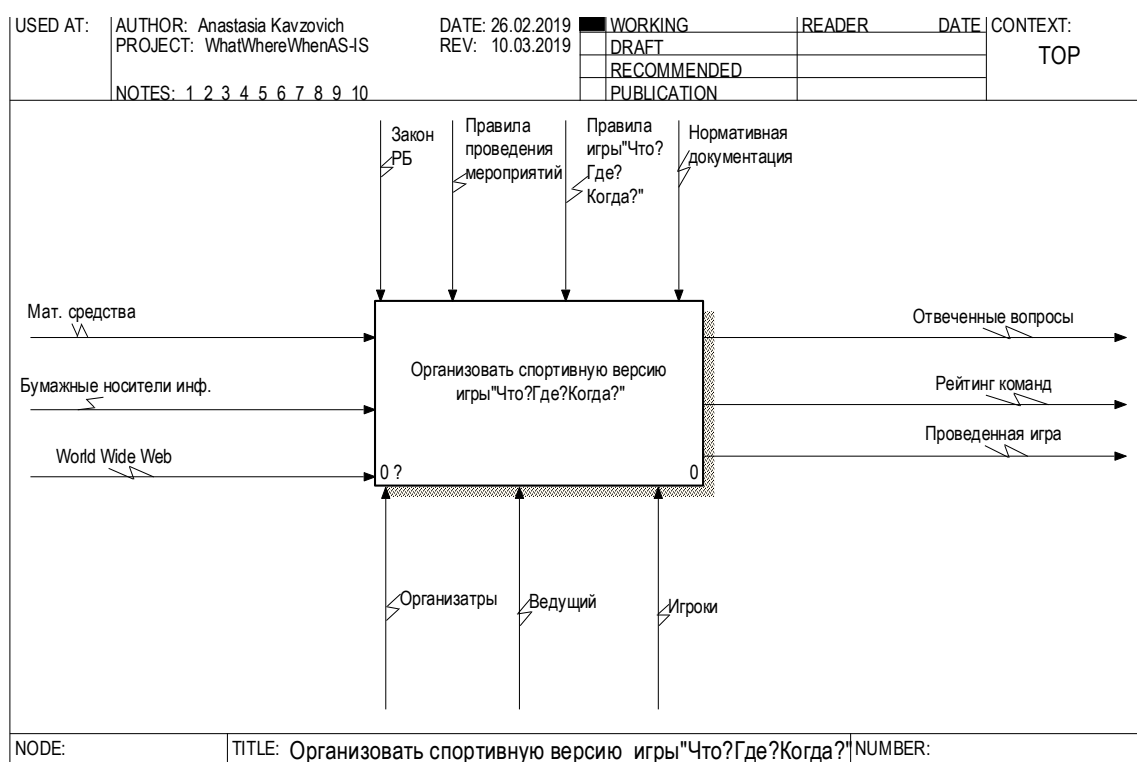 USED AT:
AUTHOR: Anastasia Kavzovich
DATE: 26.02.2019
WORKING
READER
DATE
CONTEXT:
PROJECT: WhatWhereWhenAS-IS
REV: 10.03.2019
DRAFT
TOP
RECOMMENDED
NOTES: 1 2 3 4 5 6 7 8 9 10
PUBLICATION
Закон
РБ
Правила
проведения
мероприятий
Правила
игры"Что?
Где?
Когда?"
Нормативная
документация
Мат. средства
Бумажные носители инф.
World Wide Web
Организовать спортивную версию
игры"Что?Где?Когда?"
0 ?
0
Отвеченные вопросы
Рейтинг команд
Проведенная игра
Организатры
Ведущий
Игроки
NODE:
TITLE: Организовать спортивную версию игры"Что?Где?Когда?"
NUMBER: